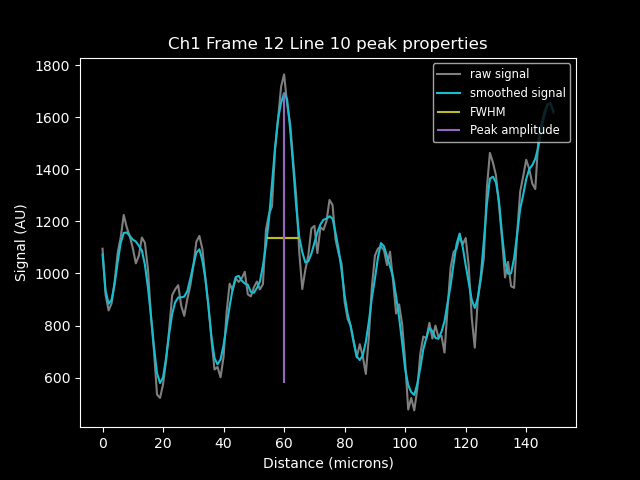 Ch1 Frame 12 Line 10 peak properties
raw signal
smoothed signal
FWHM
Peak amplitude
Signal (AU)
1800
1600
1400
1200
1000
800
600
0 20 40 60 80 100 120 140
Distance (microns)